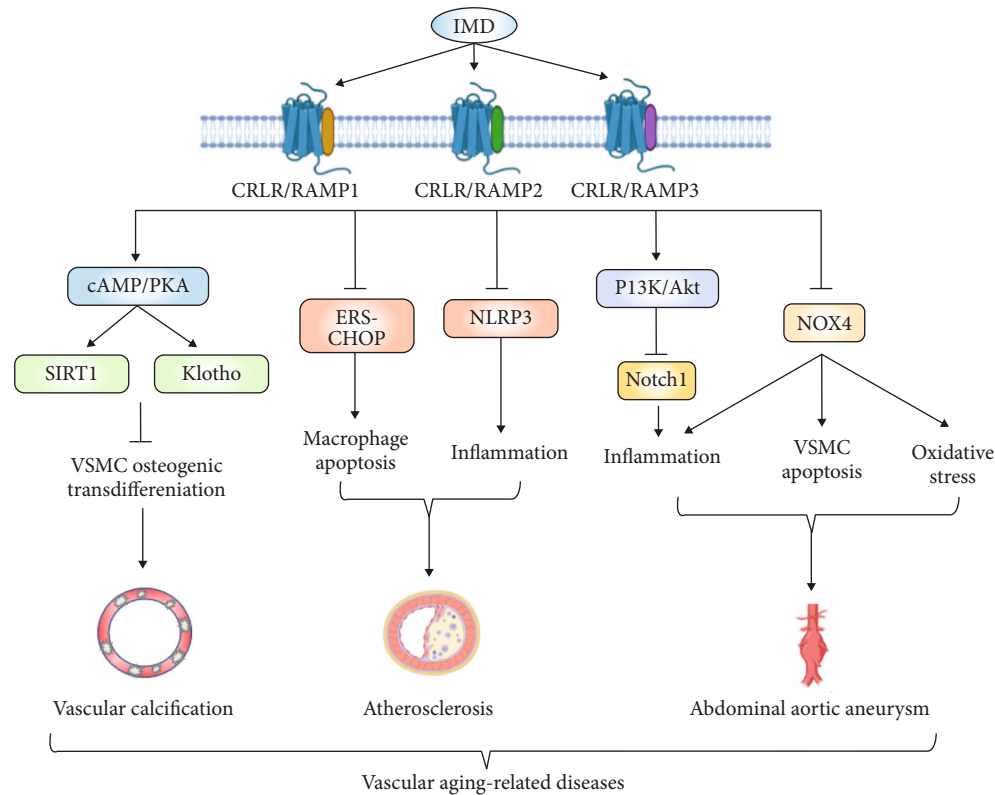 IMD
CRLR/RAMP1
CRLR/RAMP2
CRLR/RAMP3
cAMP/PKA
ERS-
CHOP
NLRP3
P13K/Akt
NOX4
SIRT1
Klotho
Notch1
VSMC osteogenic
transdiffereniation
Macrophage
apoptosis
Inflammation
Inflammation
VSMC
apoptosis
Oxidative
stress
Vascular calcification
Atherosclerosis
Abdominal aortic aneurysm
Vascular aging-related diseases